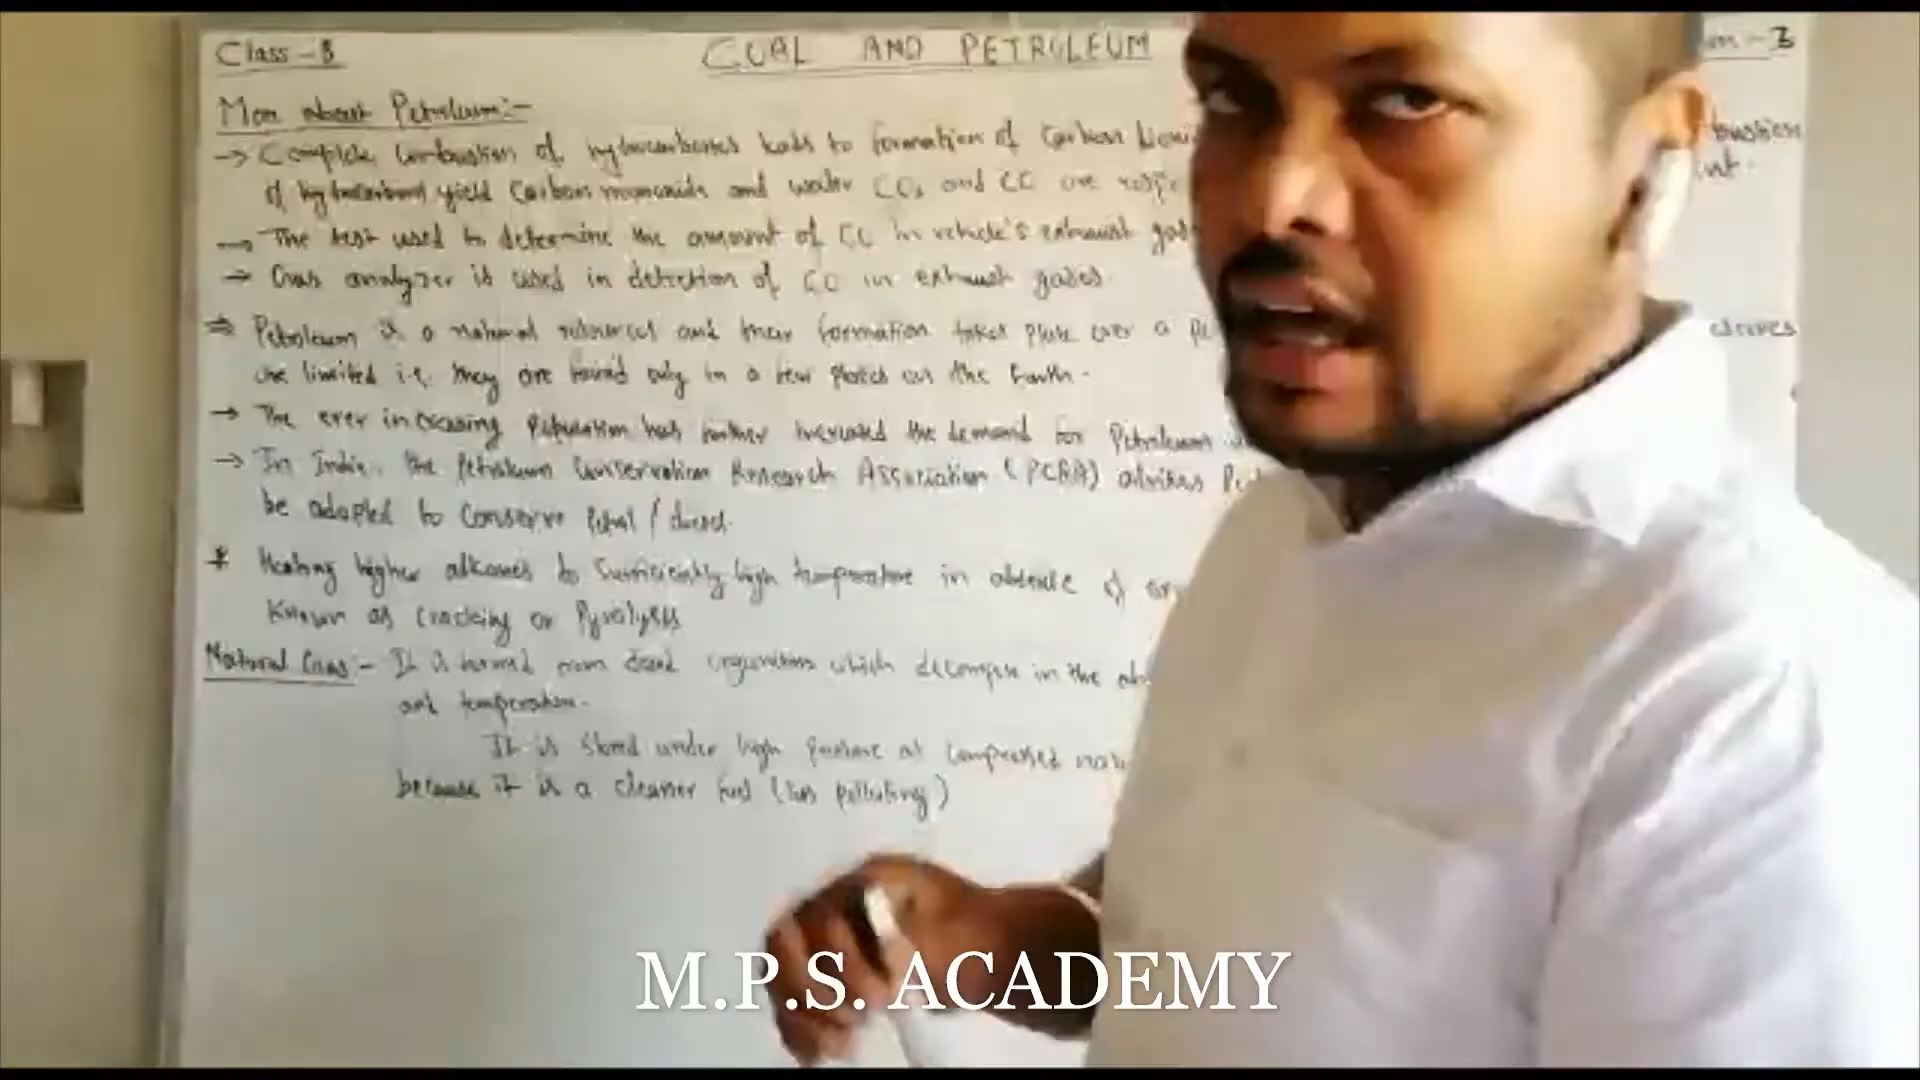 Class - 8
COAL AND PETROLEUM
- 3
More about Petroleum:-
→ Complete combustion of hydrocarbons leads to formation of Carbon
of hydrocarbons yield Carbon monoxide and water CO₂ and CO are
→ The test used to determine the amount of CO in vehicle's exhaust
→ Gas analyzer is used in detection of CO in exhaust gases.
⇒ Petroleum is a natural and their formation takes place over a
are limited i.e. they are found only in a few places on the Earth.
→ The ever increasing Population has further increased the demand for Petroleum
→ In India, the Petroleum Conservation Research Association (PCRA) advises
be adapted to Conserve Petrol / diesel.
* Heating higher alkanes to Sufficiently high temperature in absence of
Known as Cracking or Pyrolysis
Natural Gas:- It is formed from dead organisms which decompose in the
and temperature.
It is stored under high pressure as compressed
because it is a cleaner fuel (less polluting)
M.P.S. ACADEMY